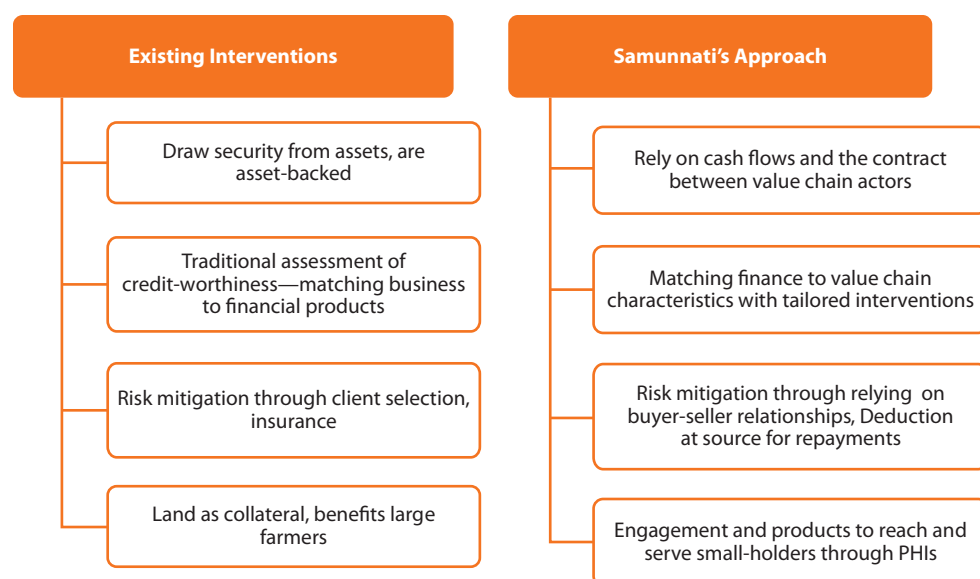 Existing Interventions
Draw security from assets, are
asset-backed
Traditional assessment of
credit-worthiness—matching business
to financial products
Risk mitigation through client selection,
insurance
Land as collateral, benefits large
farmers
Samunnati’s Approach
Rely on cash flows and the contract
between value chain actors
Matching finance to value chain
characteristics with tailored interventions
Risk mitigation through relying on
buyer-seller relationships, Deduction
at source for repayments
Engagement and products to reach and
serve small-holders through PHIs